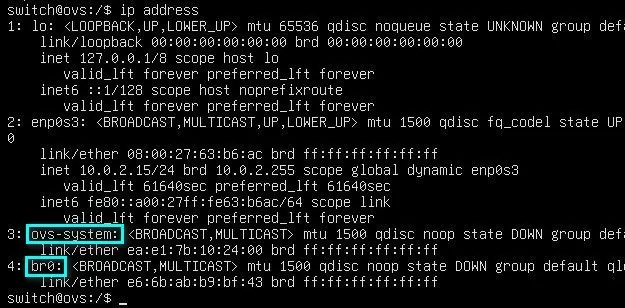 switch@ovs:/$ ip address
1: lo: <LOOPBACK,UP,LOWER_UP> mtu 65536 qdisc noqueue state UNKNOWN group defa
link/loopback 00:00:00:00:00:00 brd 00:00:00:00:00:00
inet 127.0.0.1/8 scope host lo
valid_lft forever preferred_lft forever
inet6 ::1/128 scope host noprefixroute
valid_lft forever preferred_lft forever
2: enp0s3: <BROADCAST,MULTICAST,UP,LOWER_UP> mtu 1500 qdisc fq_codel state UP
0
link/ether 08:00:27:63:b6:ac brd ff:ff:ff:ff:ff:ff
inet 10.0.2.15/24 brd 10.0.2.255 scope global dynamic enp0s3
valid_lft 61640sec preferred_lft 61640sec
inet6 fe80::a00:27ff:fe63:b6ac/64 scope link
valid_lft forever preferred_lft forever
3: ovs-system: <BROADCAST,MULTICAST> mtu 1500 qdisc noop state DOWN group defa
link/ether ea:e1:7b:10:24:00 brd ff:ff:ff:ff:ff:ff
4: br0: <BROADCAST,MULTICAST> mtu 1500 qdisc noop state DOWN group default qle
link/ether e6:6b:ab:b9:bf:43 brd ff:ff:ff:ff:ff:ff
switch@ovs:/$ _